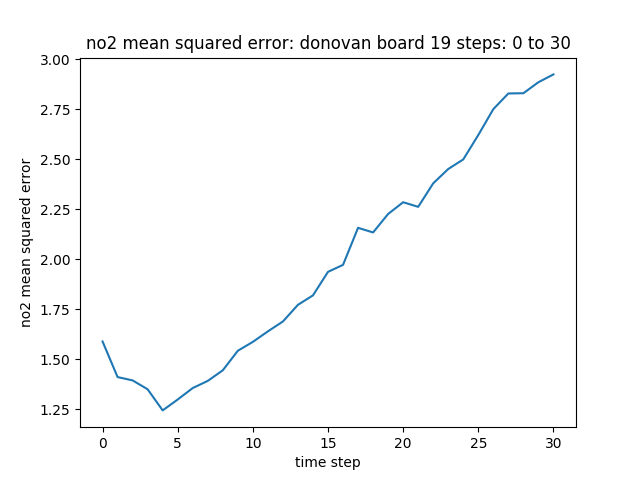 no2 mean squared error: donovan board 19 steps: 0 to 30
no2 mean squared error
3.00
2.75
2.50
2.25
2.00
1.75
1.50
1.25
0 5 10 15 20 25 30
time step